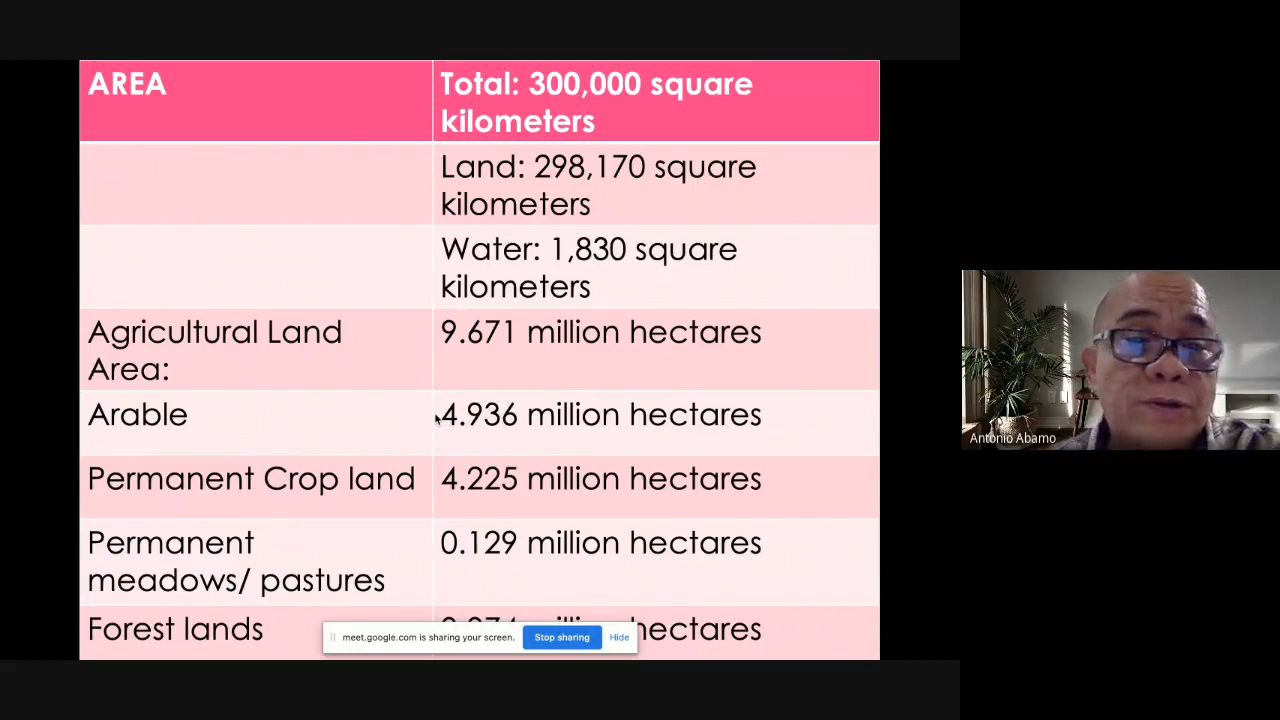 AREA
Total: 300,000 square
kilometers
Land: 298,170 square
kilometers
Water: 1,830 square
kilometers
Agricultural Land
Area:
9.671 million hectares
Arable
4.936 million hectares
Permanent Crop land
4.225 million hectares
Permanent
meadows/ pastures
0.129 million hectares
Forest lands
hectares
meet.google.com is sharing your screen.
Stop sharing
Hide
Antonio Abamo